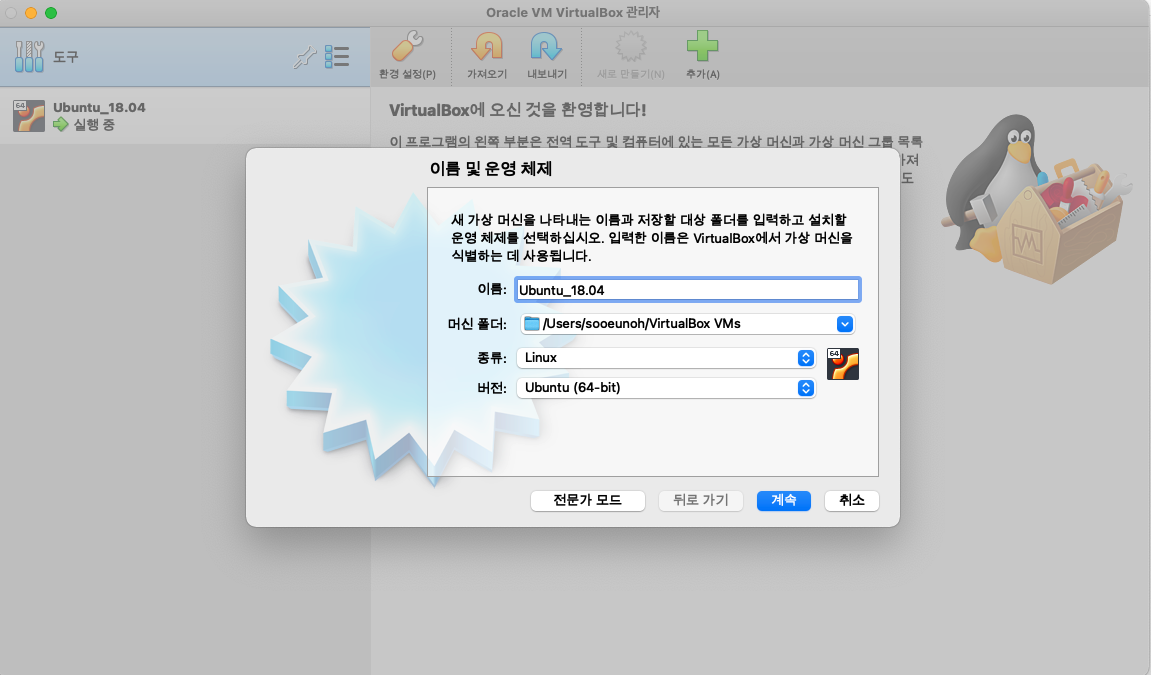 Oracle VM VirtualBox 관리자
도구
환경 설정(P)
가져오기
내보내기
새로 만들기(N)
추가(A)
64
Ubuntu_18.04
실행 중
VirtualBox에 오신 것을 환영합니다!
이 프로그램의 왼쪽 부분은 전역 도구 및 컴퓨터에 있는 모든 가상 머신과 가상 머신 그룹 목록
가져
도
이름 및 운영 체제
새 가상 머신을 나타내는 이름과 저장할 대상 폴더를 입력하고 설치할
운영 체제를 선택하십시오. 입력한 이름은 VirtualBox에서 가상 머신을
식별하는 데 사용됩니다.
이름: Ubuntu_18.04
머신 폴더: /Users/sooeunoh/VirtualBox VMs
종류: Linux
64
버전: Ubuntu (64-bit)
전문가 모드
뒤로 가기
계속
취소